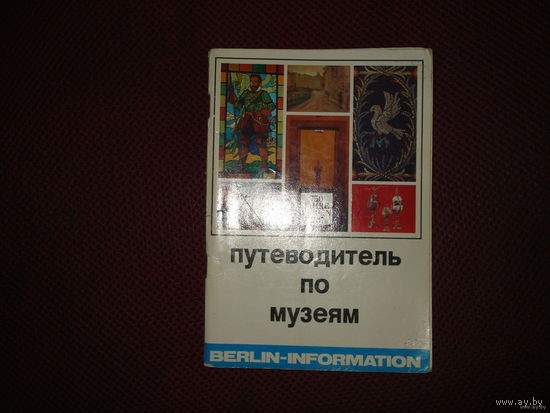 путеводитель
по
музеям
BERLIN-INFORMATION
www.ay.by